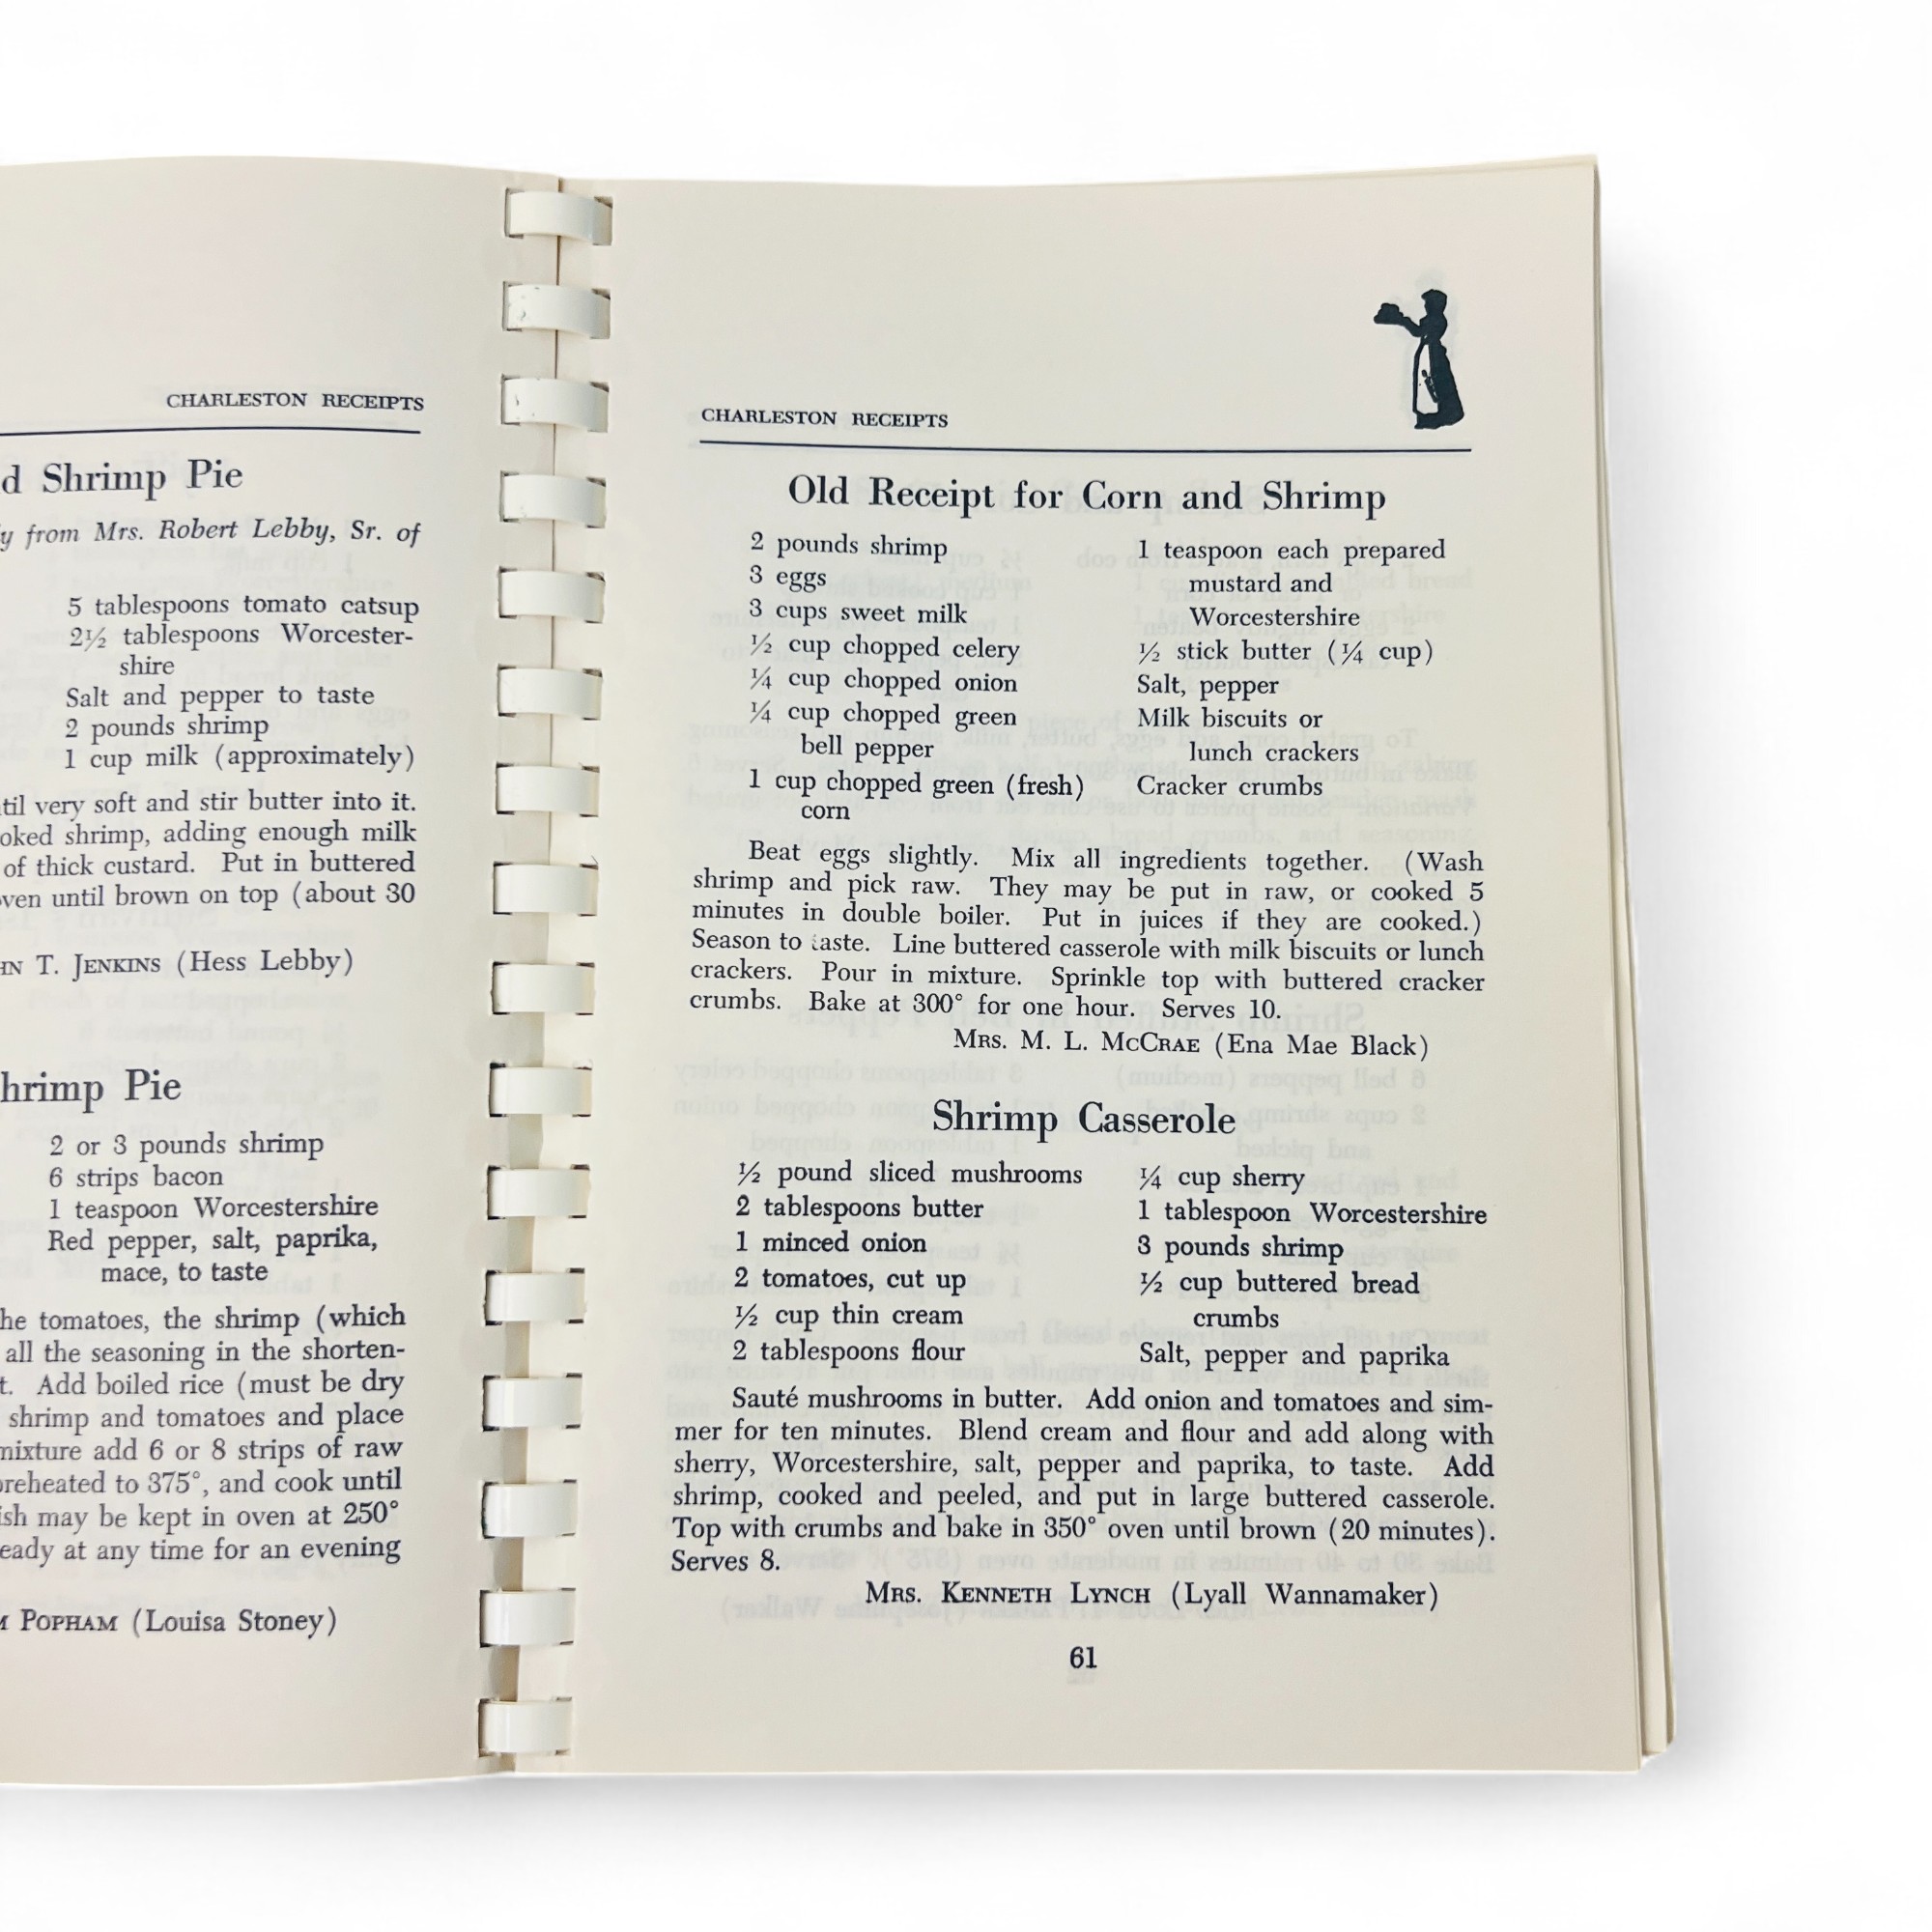 CHARLESTON RECEIPTS
d Shrimp Pie
y from Mrs. Robert Lebby, Sr. of
5 tablespoons tomato catsup
2½ tablespoons Worcester-
shire
Salt and pepper to taste
2 pounds shrimp
1 cup milk (approximately)
til very soft and stir butter into it.
oked shrimp, adding enough milk
of thick custard. Put in buttered
ven until brown on top (about 30
HN T. JENKINS (Hess Lebby)
hrimp Pie
2 or 3 pounds shrimp
6 strips bacon
1 teaspoon Worcestershire
Red pepper, salt, paprika,
mace, to taste
he tomatoes, the shrimp (which
all the seasoning in the shorten-
t. Add boiled rice (must be dry
shrimp and tomatoes and place
mixture add 6 or 8 strips of raw
preheated to 375°, and cook until
ish may be kept in oven at 250°
eady at any time for an evening
M POPHAM (Louisa Stoney)
CHARLESTON RECEIPTS
Old Receipt for Corn and Shrimp
2 pounds shrimp
3 eggs
3 cups sweet milk
½ cup chopped celery
¼ cup chopped onion
¼ cup chopped green
bell pepper
1 cup chopped green (fresh)
corn
1 teaspoon each prepared
mustard and
Worcestershire
½ stick butter (¼ cup)
Salt, pepper
Milk biscuits or
lunch crackers
Cracker crumbs
Beat eggs slightly. Mix all ingredients together. (Wash
shrimp and pick raw. They may be put in raw, or cooked 5
minutes in double boiler. Put in juices if they are cooked.)
Season to taste. Line buttered casserole with milk biscuits or lunch
crackers. Pour in mixture. Sprinkle top with buttered cracker
crumbs. Bake at 300° for one hour. Serves 10.
MRS. M. L. MCCRAE (Ena Mae Black)
Shrimp Casserole
½ pound sliced mushrooms
2 tablespoons butter
1 minced onion
2 tomatoes, cut up
½ cup thin cream
2 tablespoons flour
¼ cup sherry
1 tablespoon Worcestershire
3 pounds shrimp
½ cup buttered bread
crumbs
Salt, pepper and paprika
Sauté mushrooms in butter. Add onion and tomatoes and sim-
mer for ten minutes. Blend cream and flour and add along with
sherry, Worcestershire, salt, pepper and paprika, to taste. Add
shrimp, cooked and peeled, and put in large buttered casserole.
Top with crumbs and bake in 350° oven until brown (20 minutes).
Serves 8.
MRS. KENNETH LYNCH (Lyall Wannamaker)
61